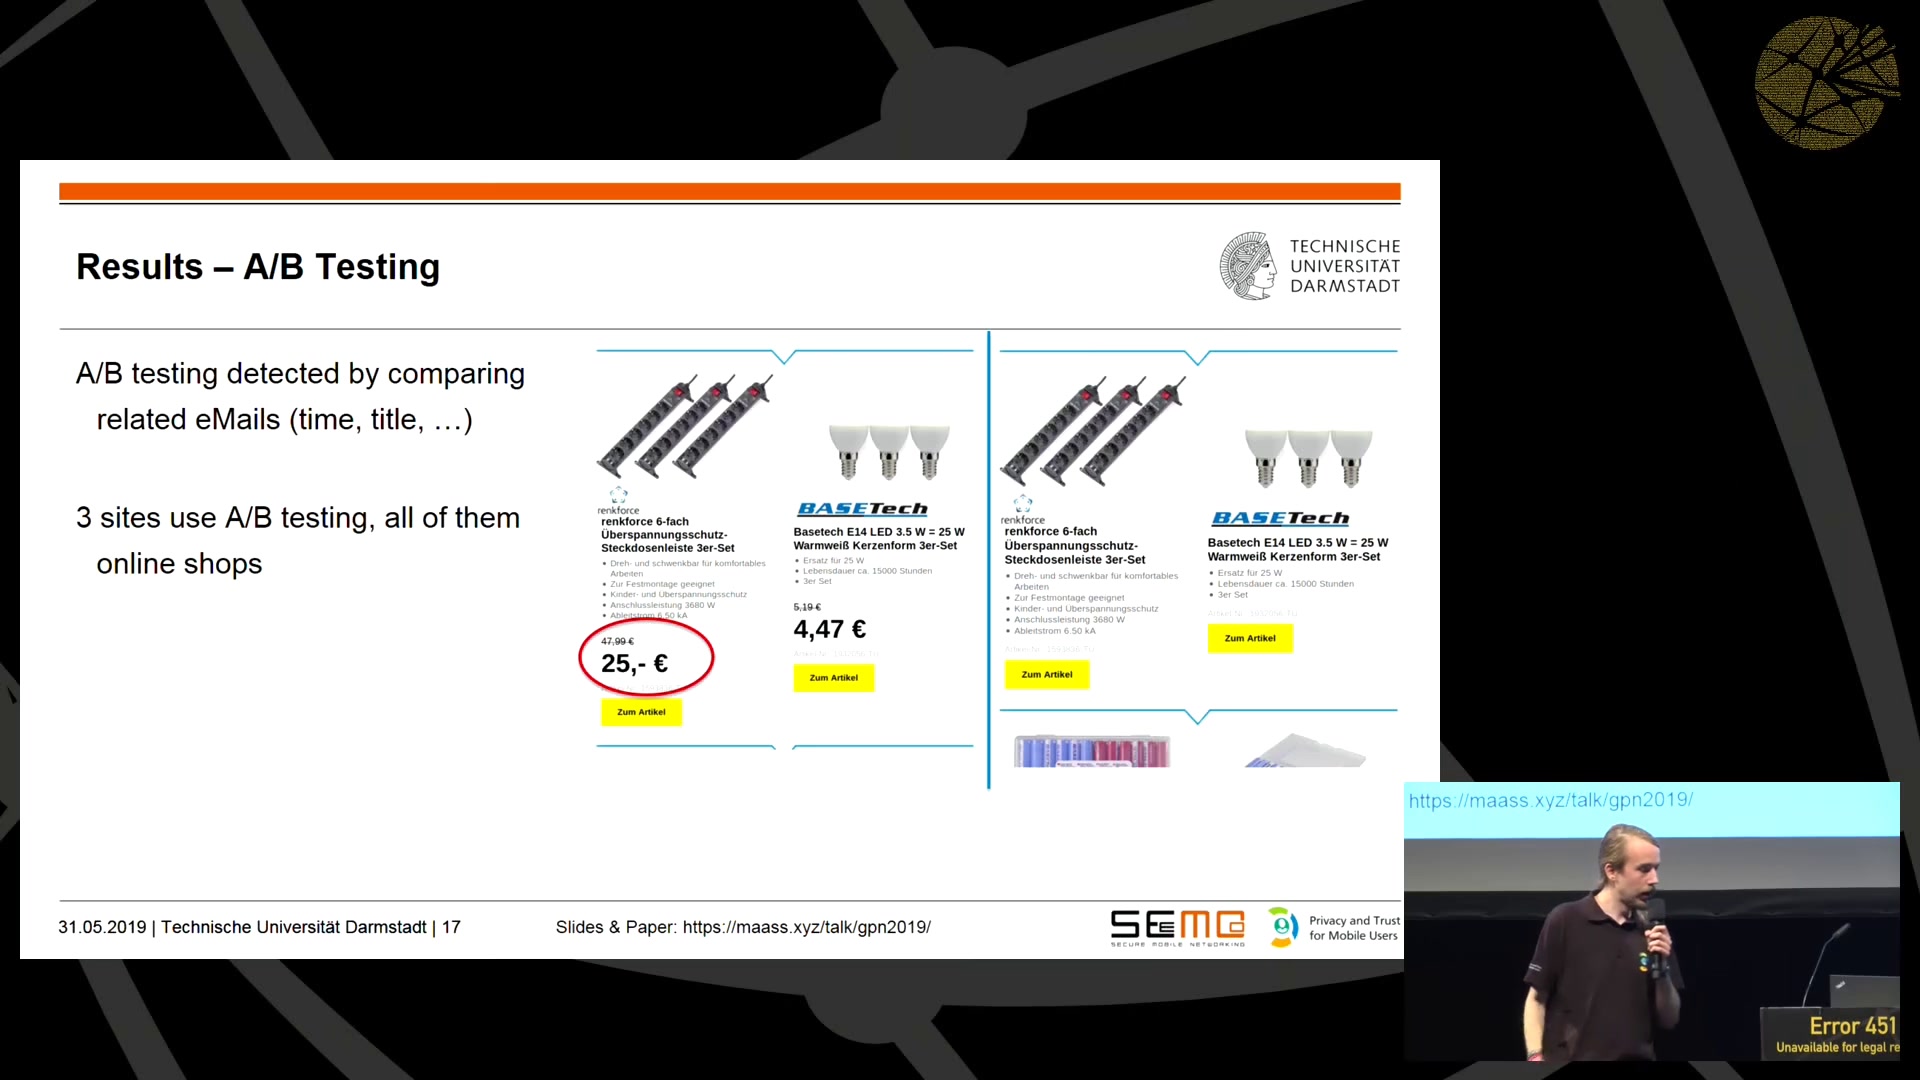 Results – A/B Testing
TECHNISCHE
UNIVERSITÄT
DARMSTADT
A/B testing detected by comparing
related eMails (time, title, …)
3 sites use A/B testing, all of them
online shops
renkforce
renkforce 6-fach
Überspannungsschutz-
Steckdosenleiste 3er-Set
• Dreh- und schwenkbar für komfortables
Arbeiten
• Zur Festmontage geeignet
• Kinder- und Überspannungsschutz
• Anschlussleistung 3680 W
• Ableitstrom 6.50 kA
47,99 €
25,- €
Zum Artikel
BASETech
Basetech E14 LED 3.5 W = 25 W
Warmweiß Kerzenform 3er-Set
• Ersatz für 25 W
• Lebensdauer ca. 15000 Stunden
• 3er Set
5,19 €
4,47 €
Zum Artikel
renkforce
renkforce 6-fach
Überspannungsschutz-
Steckdosenleiste 3er-Set
• Dreh- und schwenkbar für komfortables
Arbeiten
• Zur Festmontage geeignet
• Kinder- und Überspannungsschutz
• Anschlussleistung 3680 W
• Ableitstrom 6.50 kA
Zum Artikel
BASETech
Basetech E14 LED 3.5 W = 25 W
Warmweiß Kerzenform 3er-Set
• Ersatz für 25 W
• Lebensdauer ca. 15000 Stunden
• 3er Set
Zum Artikel
31.05.2019 | Technische Universität Darmstadt | 17
Slides & Paper: https://maass.xyz/talk/gpn2019/
SEEMOO
SECURE MOBILE NETWORKING
Privacy and Trust
for Mobile Users
https://maass.xyz/talk/gpn2019/
Error 451
Unavailable for legal re